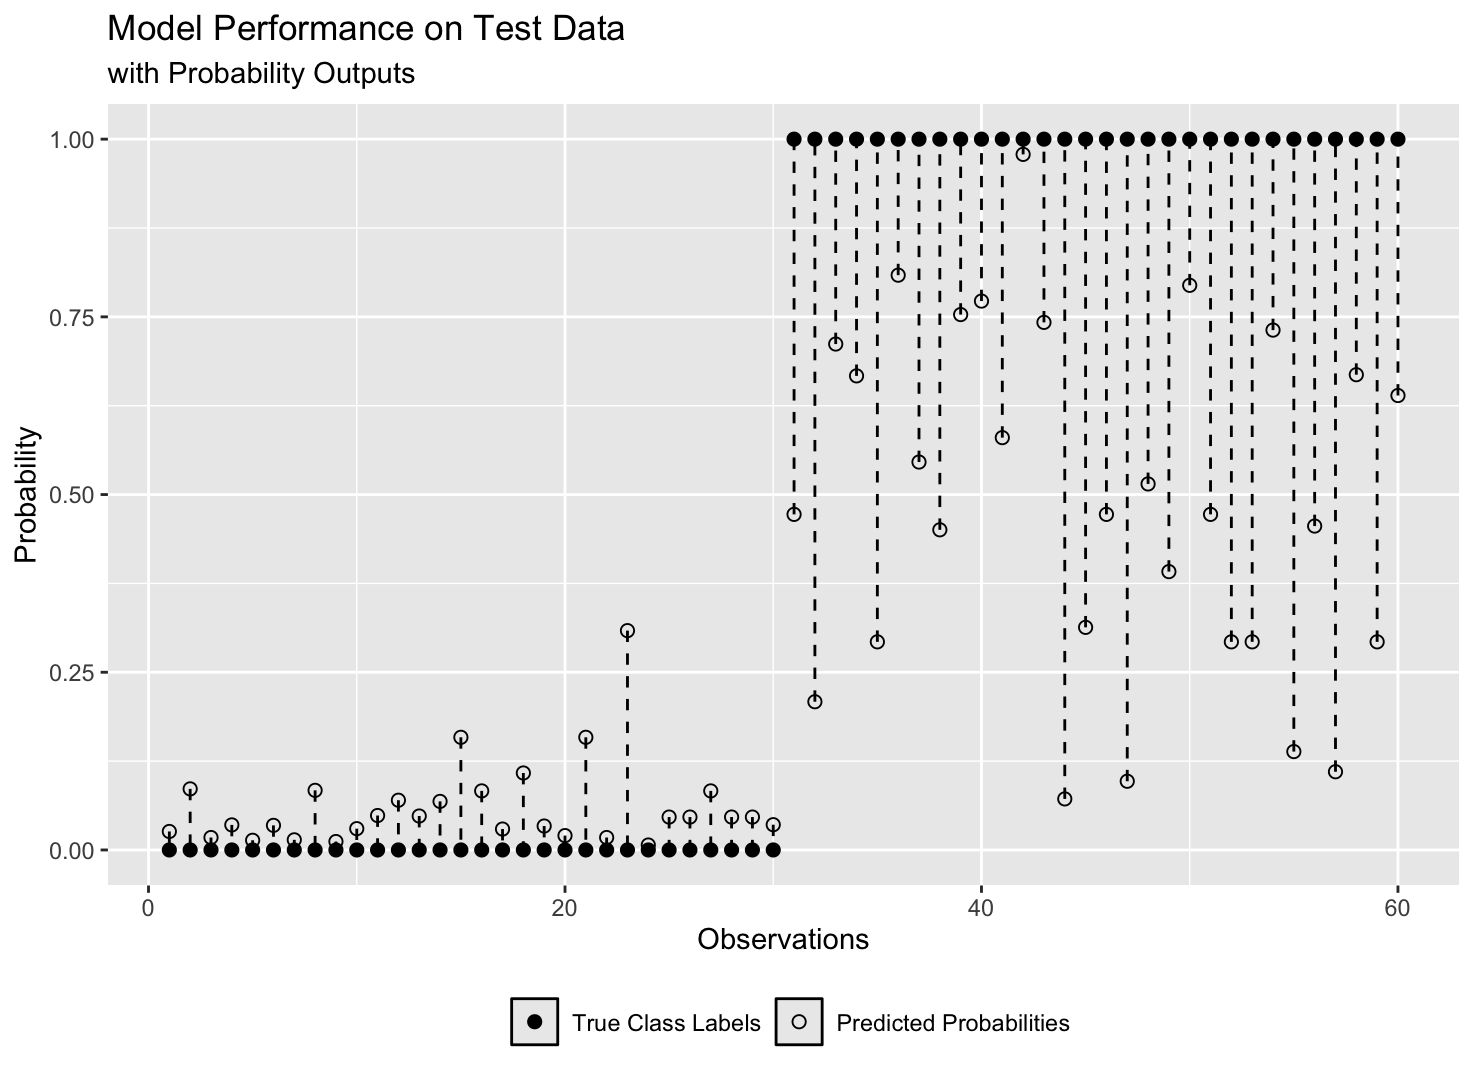 Model Performance on Test Data
with Probability Outputs
Probability
1.00
0.75
0.50
0.25
0.00
0
20
40
60
Observations
True Class Labels
Predicted Probabilities